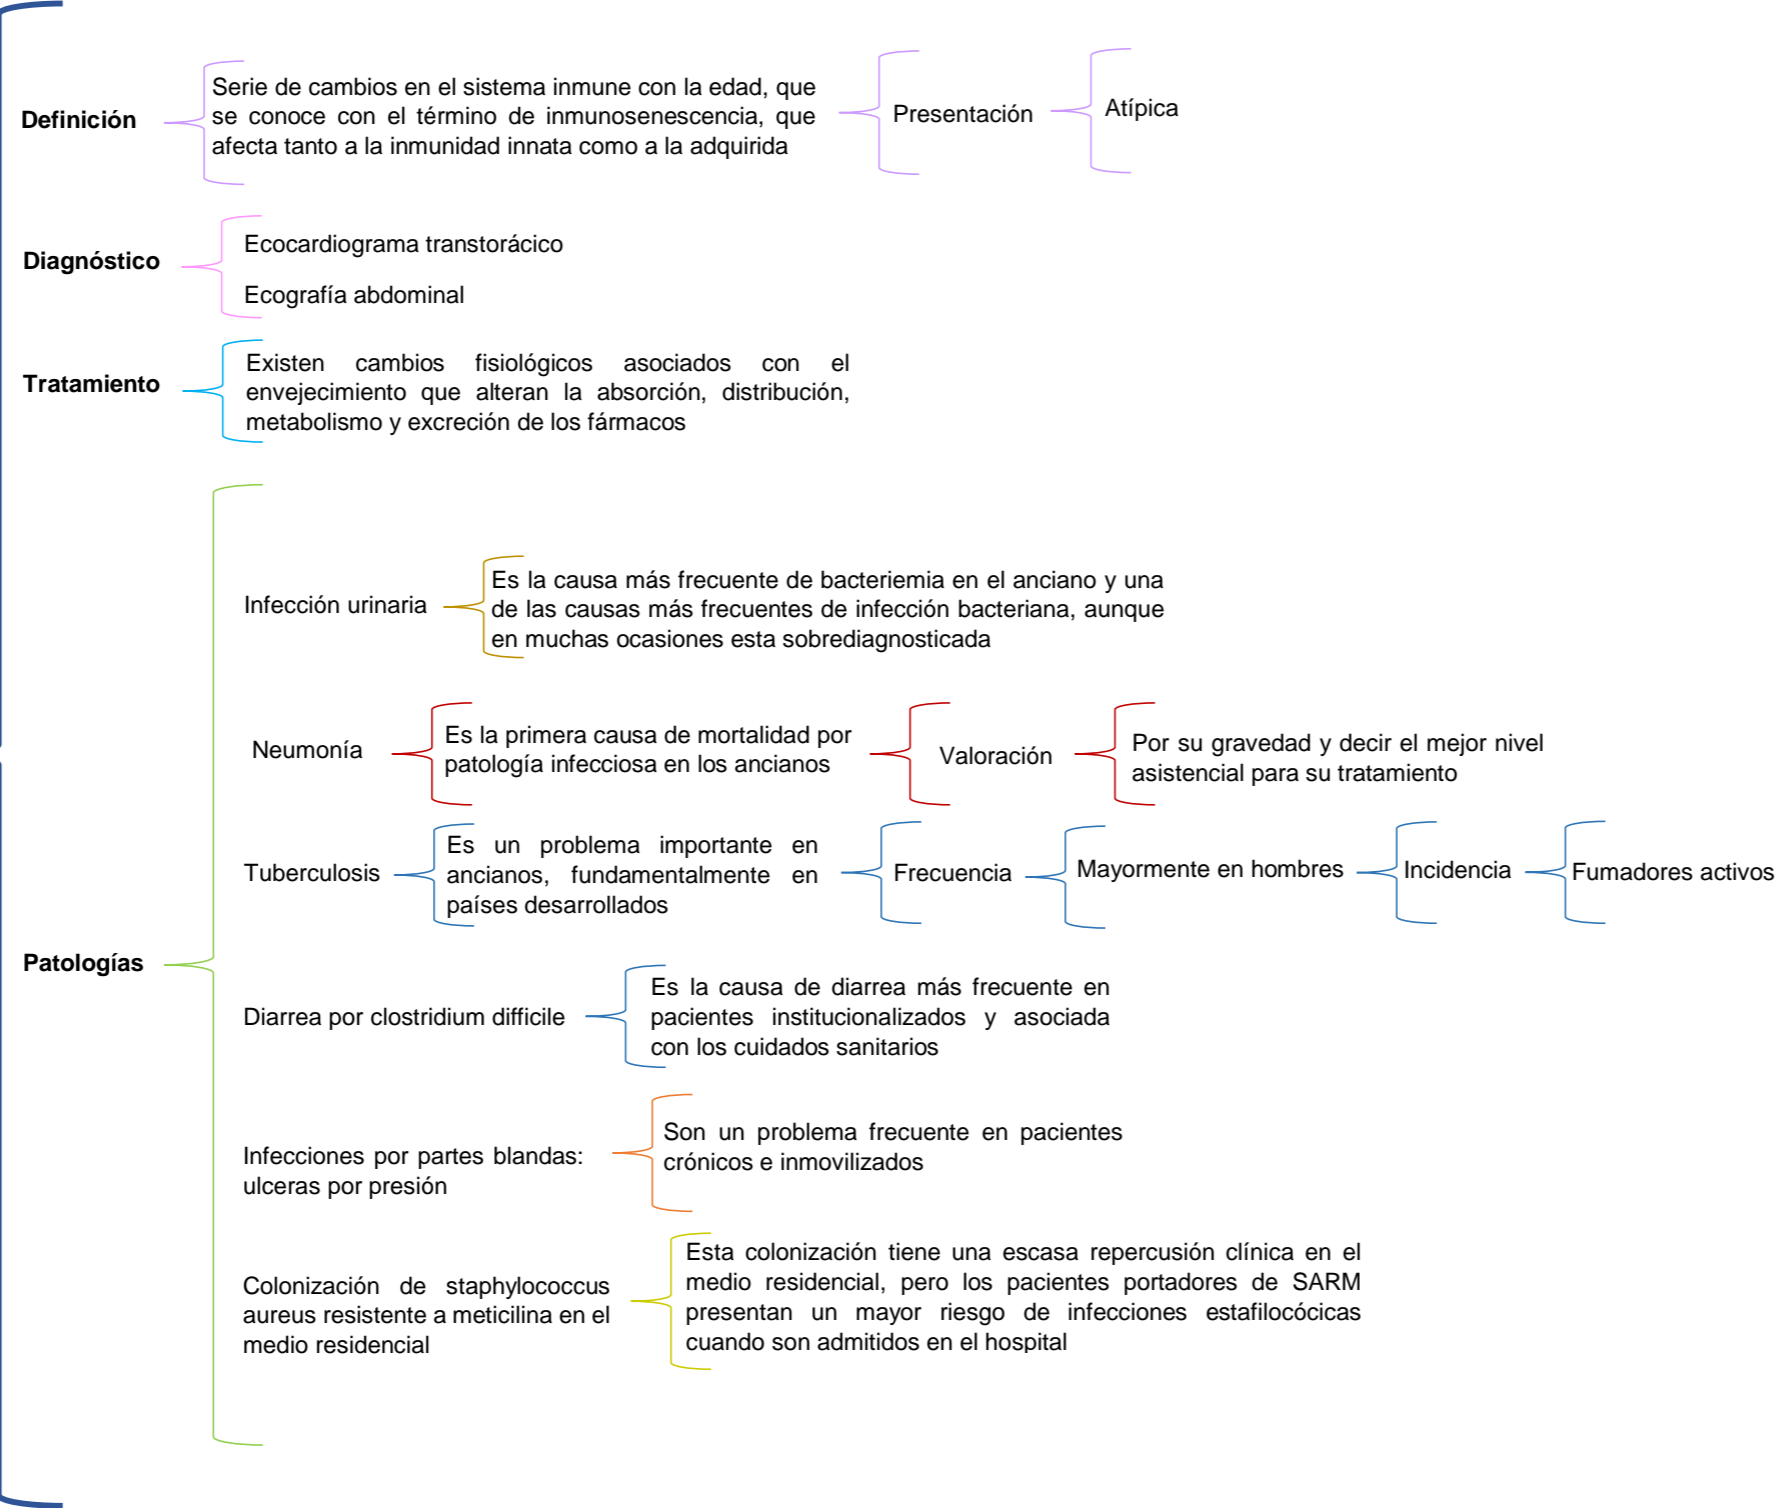 Definición
Serie de cambios en el sistema inmune con la edad, que
se conoce con el término de inmunosenescencia, que
afecta tanto a la inmunidad innata como a la adquirida
Presentación
Atípica
Diagnóstico
Ecocardiograma transtorácico
Ecografía abdominal
Tratamiento
Existen cambios fisiológicos asociados con el
envejecimiento que alteran la absorción, distribución,
metabolismo y excreción de los fármacos
Patologías
Infección urinaria
Es la causa más frecuente de bacteriemia en el anciano y una
de las causas más frecuentes de infección bacteriana, aunque
en muchas ocasiones esta sobrediagnosticada
Neumonía
Es la primera causa de mortalidad por
patología infecciosa en los ancianos
Valoración
Por su gravedad y decir el mejor nivel
asistencial para su tratamiento
Tuberculosis
Es un problema importante en
ancianos, fundamentalmente en
países desarrollados
Frecuencia
Mayormente en hombres
Incidencia
Fumadores activos
Diarrea por clostridium difficile
Es la causa de diarrea más frecuente en
pacientes institucionalizados y asociada
con los cuidados sanitarios
Infecciones por partes blandas:
ulceras por presión
Son un problema frecuente en pacientes
crónicos e inmovilizados
Colonización de staphylococcus
aureus resistente a meticilina en el
medio residencial
Esta colonización tiene una escasa repercusión clínica en el
medio residencial, pero los pacientes portadores de SARM
presentan un mayor riesgo de infecciones estafilocócicas
cuando son admitidos en el hospital